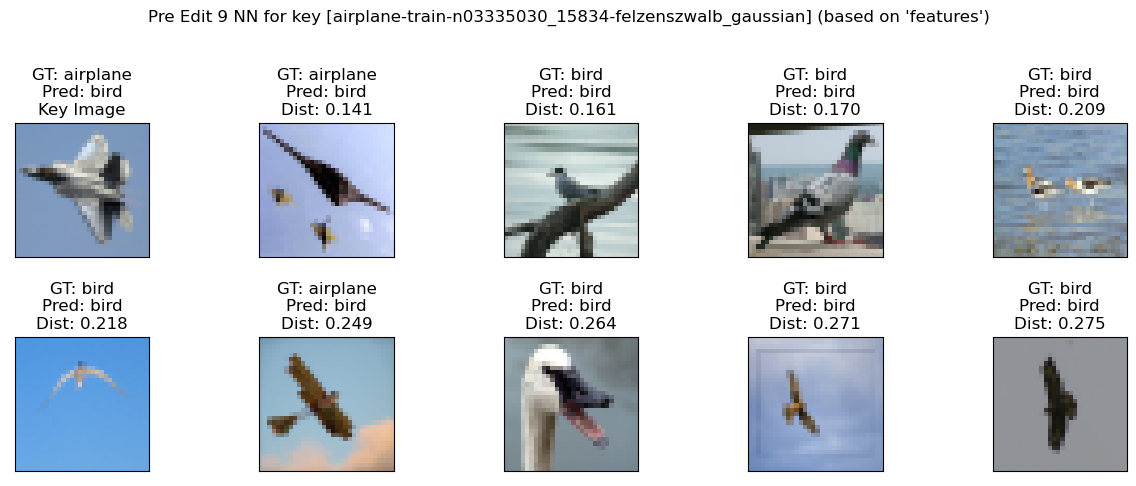 Pre Edit 9 NN for key [airplane-train-n03335030_15834-felzenszwalb_gaussian] (based on 'features')
GT: airplane
Pred: bird
Key Image
GT: airplane
Pred: bird
Dist: 0.141
GT: bird
Pred: bird
Dist: 0.161
GT: bird
Pred: bird
Dist: 0.170
GT: bird
Pred: bird
Dist: 0.209
GT: bird
Pred: bird
Dist: 0.218
GT: airplane
Pred: bird
Dist: 0.249
GT: bird
Pred: bird
Dist: 0.264
GT: bird
Pred: bird
Dist: 0.271
GT: bird
Pred: bird
Dist: 0.275